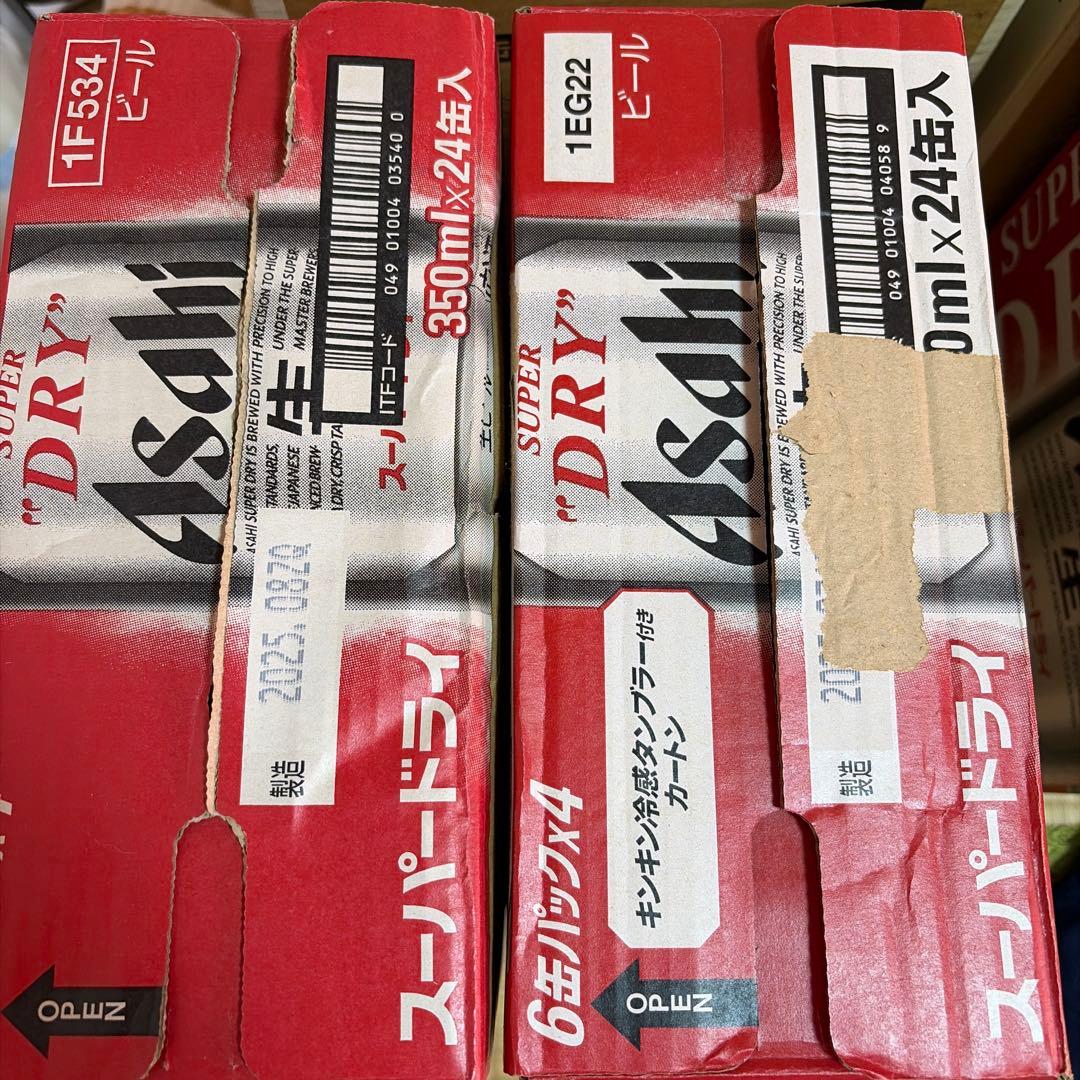 1F534
ビール
SUPER
"DRY"
Asahi
ASAHI SUPER DRY IS BREWED WITH PRECISION TO HIGH
STANDARDS UNDER THE SUPER
JAPANESE MASTER BREWERS
生
ITFコード
049 01004 03540 0
350ml×24缶入
2025.082Q
製造
スーパードライ
OPEN
1EG22
ビール
SUPER
"DRY"
Asahi
ASAHI SUPER DRY IS BREWED WITH PRECISION TO HIGH
UNDER THE SUPER
049 01004 04058 9
0ml×24缶入
キンキン冷感タンブラー付き
カートン
6缶パック×4
製造
スーパードライ
OPEN